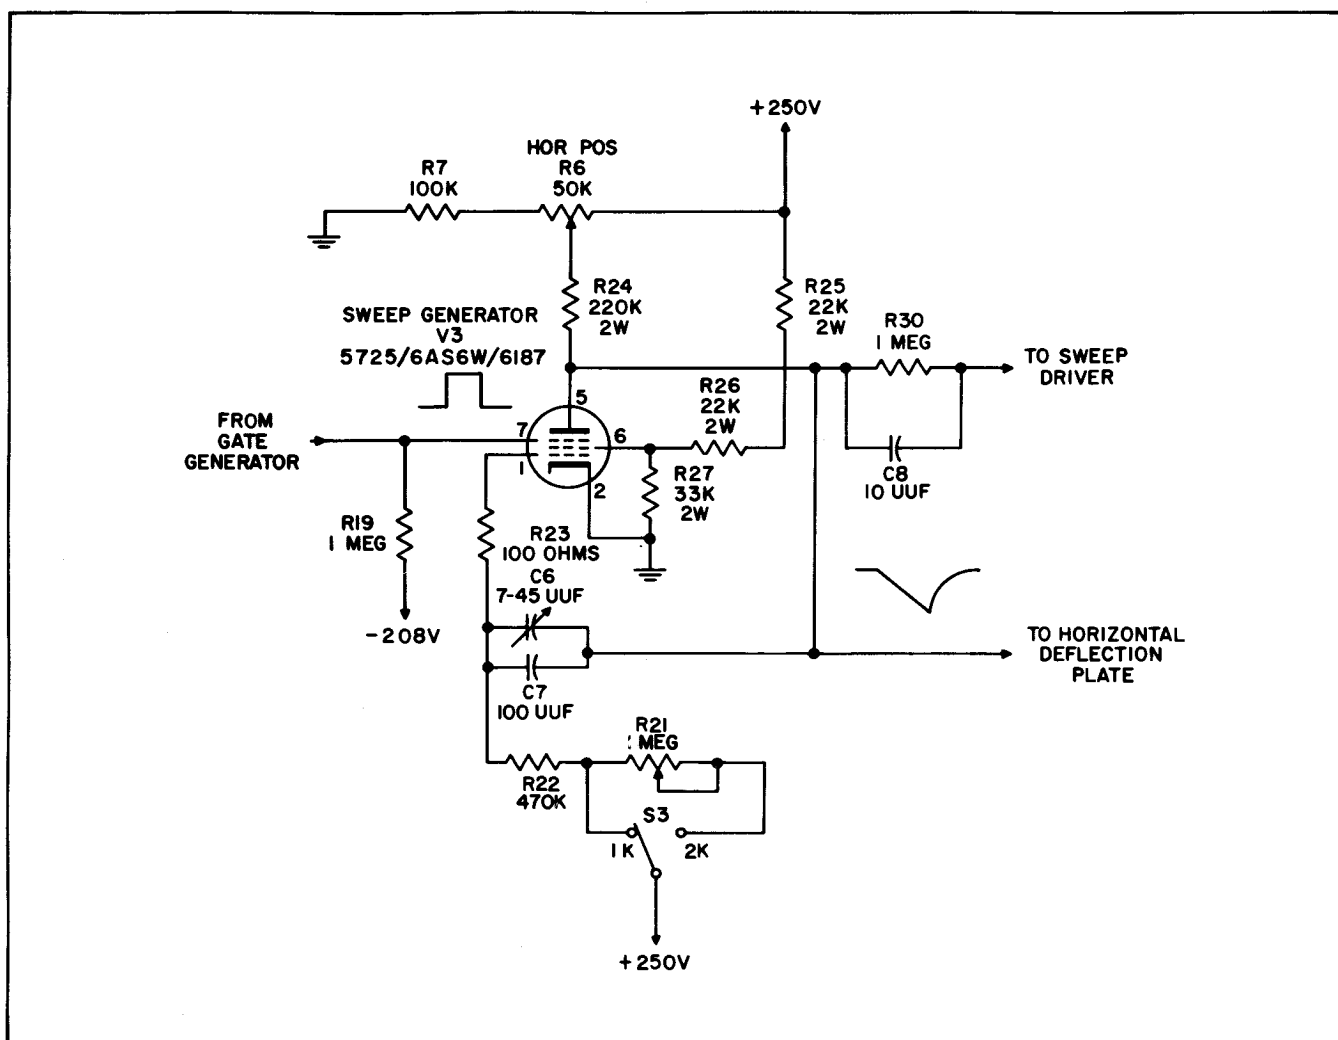 +250V
HOR POS
R6
50K
R7
100K
R24
220K
2W
R25
22K
2W
SWEEP GENERATOR
V3
5725/6AS6W/6187
R30
1 MEG
TO SWEEP
DRIVER
R26
22K
2W
5
7
6
1
2
FROM
GATE
GENERATOR
C8
10 UUF
R27
33K
2W
R19
1 MEG
R23
100 OHMS
C6
7-45 UUF
-208V
TO HORIZONTAL
DEFLECTION
PLATE
C7
100 UUF
R21
1 MEG
R22
470K
S3
1K
2K
+250V